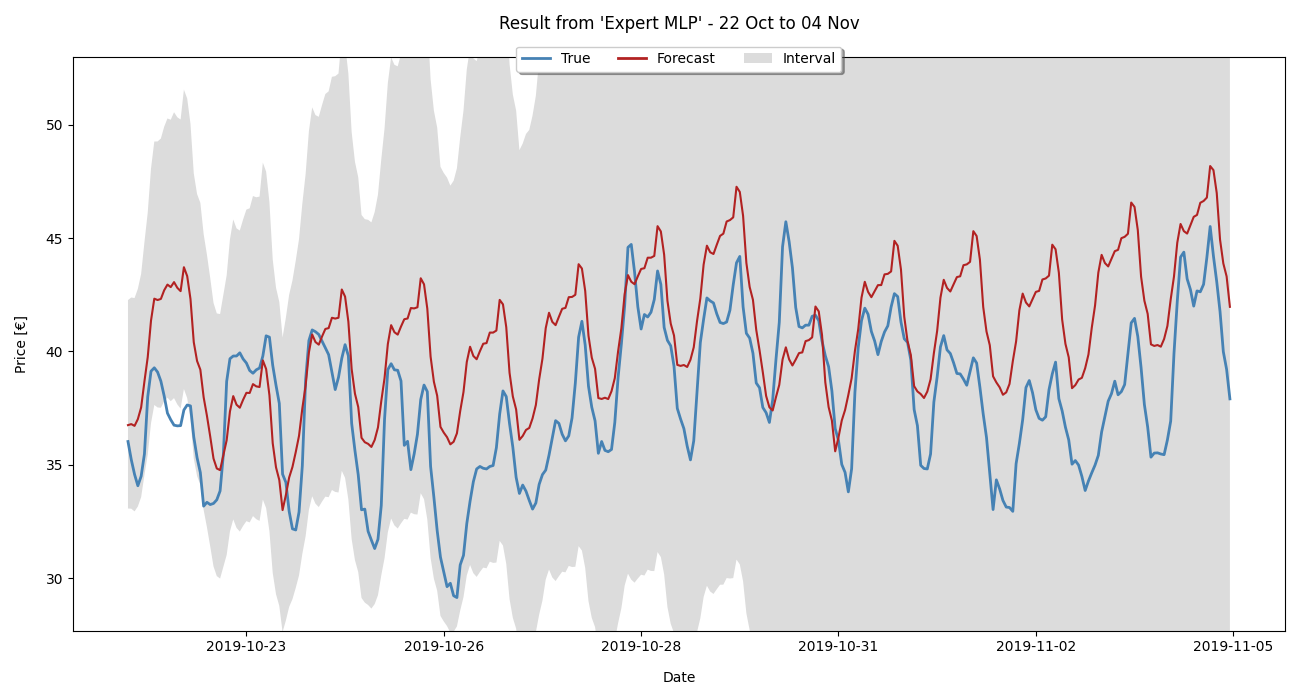 Result from 'Expert MLP' - 22 Oct to 04 Nov
True Forecast Interval
50
45
40
35
30
Price [€]
2019-10-23 2019-10-26 2019-10-28 2019-10-31 2019-11-02 2019-11-05
Date